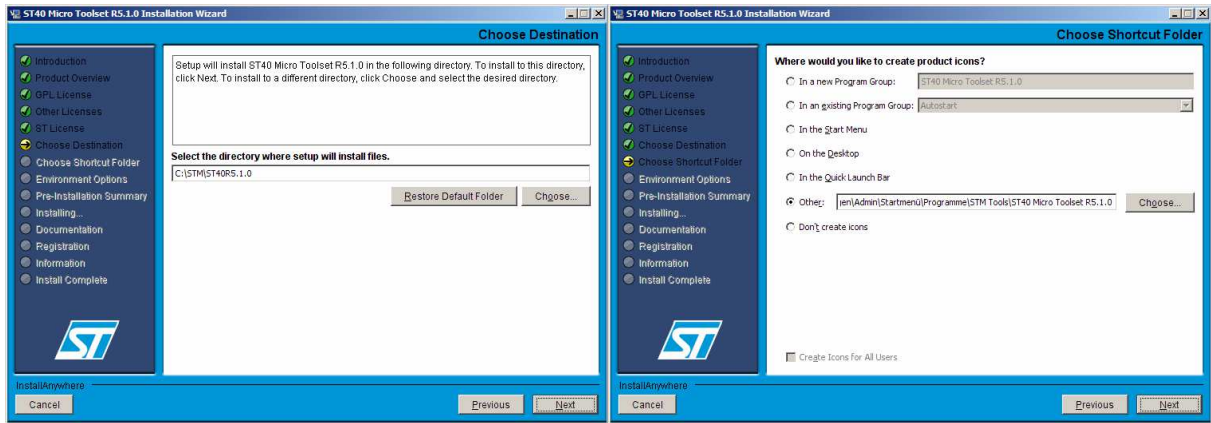 ST40 Micro Toolset R5.1.0 Installation Wizard
Choose Destination
Introduction
Product Overview
GPL License
Other Licenses
ST License
Choose Destination
Choose Shortcut Folder
Environment Options
Pre-Installation Summary
Installing...
Documentation
Registration
Information
Install Complete
ST
Setup will install ST40 Micro Toolset R5.1.0 in the following directory. To install to this directory,
click Next. To install to a different directory, click Choose and select the desired directory.
Select the directory where setup will install files.
C:\STM\ST40R5.1.0
Restore Default Folder
Choose...
InstallAnywhere
Cancel
Previous
Next
ST40 Micro Toolset R5.1.0 Installation Wizard
Choose Shortcut Folder
Introduction
Product Overview
GPL License
Other Licenses
ST License
Choose Destination
Choose Shortcut Folder
Environment Options
Pre-Installation Summary
Installing...
Documentation
Registration
Information
Install Complete
ST
Where would you like to create product icons?
In a new Program Group: ST40 Micro Toolset R5.1.0
In an existing Program Group: Autostart
In the Start Menu
On the Desktop
In the Quick Launch Bar
Other: gen\Admin\Startmenü\Programme\STM Tools\ST40 Micro Toolset R5.1.0 Choose...
Don't create icons
Create Icons for All Users
InstallAnywhere
Cancel
Previous
Next